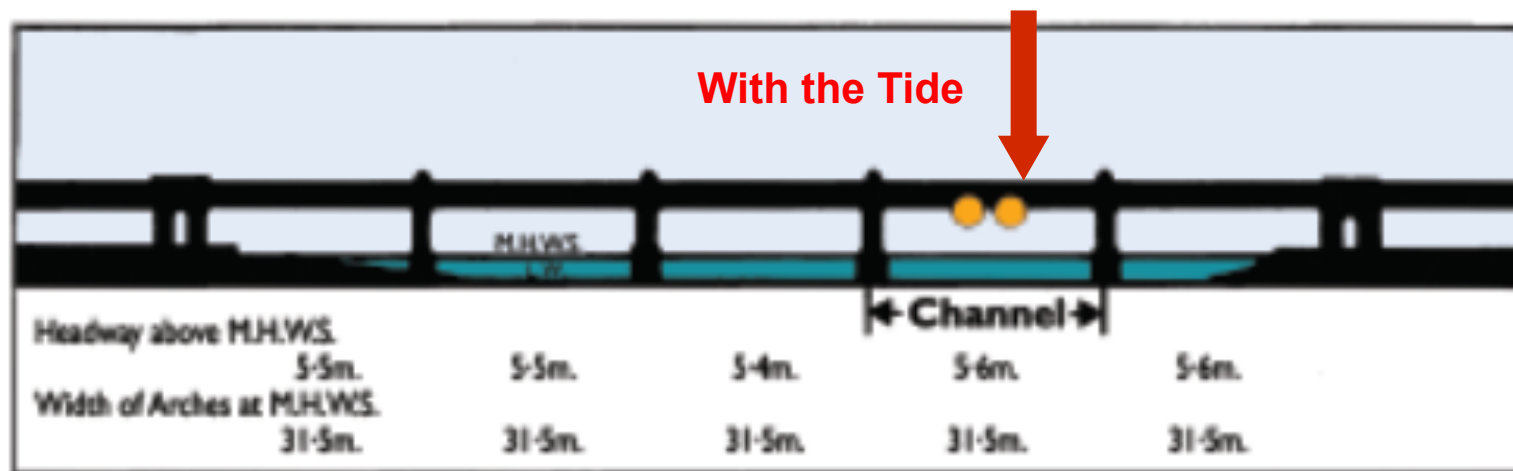 With the Tide
M.H.W.S.
L.W.
Channel
Headway above M.H.W.S.
5·5m. 5·5m. 5·4m. 5·6m. 5·6m.
Width of Arches at M.H.W.S.
31·5m. 31·5m. 31·5m. 31·5m. 31·5m.